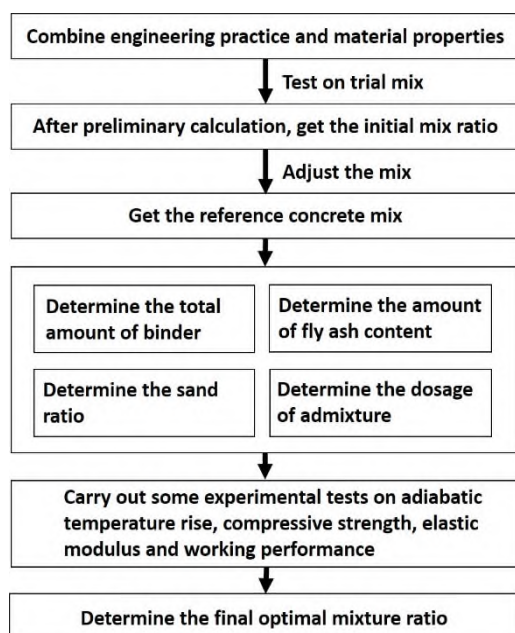 Combine engineering practice and material properties
Test on trial mix
After preliminary calculation, get the initial mix ratio
Adjust the mix
Get the reference concrete mix
Determine the total
amount of binder
Determine the amount
of fly ash content
Determine the sand
ratio
Determine the dosage
of admixture
Carry out some experimental tests on adiabatic
temperature rise, compressive strength, elastic
modulus and working performance
Determine the final optimal mixture ratio